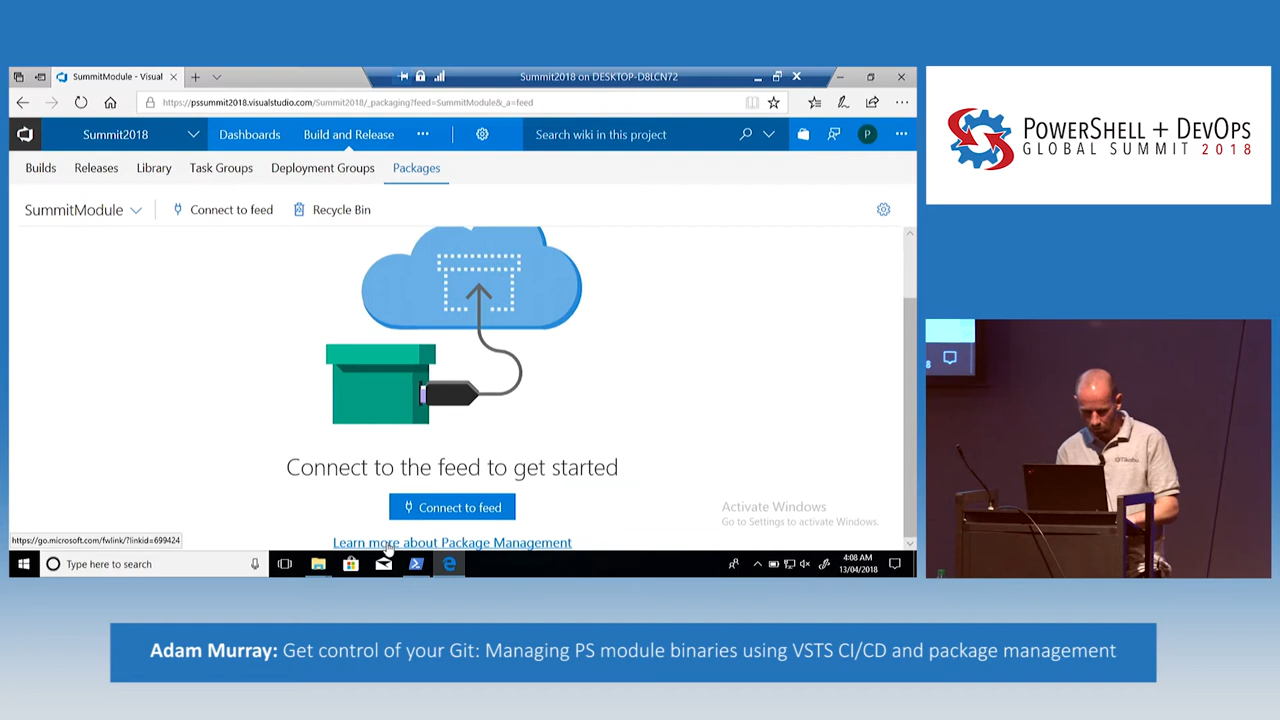 SummitModule - Visual
Summit2018 on DESKTOP-D8LCN72
https://pssummit2018.visualstudio.com/Summit2018/_packaging?feed=SummitModule&_a=feed
Summit2018
Dashboards
Build and Release
Search wiki in this project
P
Builds
Releases
Library
Task Groups
Deployment Groups
Packages
SummitModule
Connect to feed
Recycle Bin
Connect to the feed to get started
Connect to feed
Learn more about Package Management
Activate Windows
Go to Settings to activate Windows.
https://go.microsoft.com/fwlink/?linkid=699424
Type here to search
4:08 AM
13/04/2018
POWERSHELL + DEVOPS
GLOBAL SUMMIT 2018
Adam Murray: Get control of your Git: Managing PS module binaries using VSTS CI/CD and package management